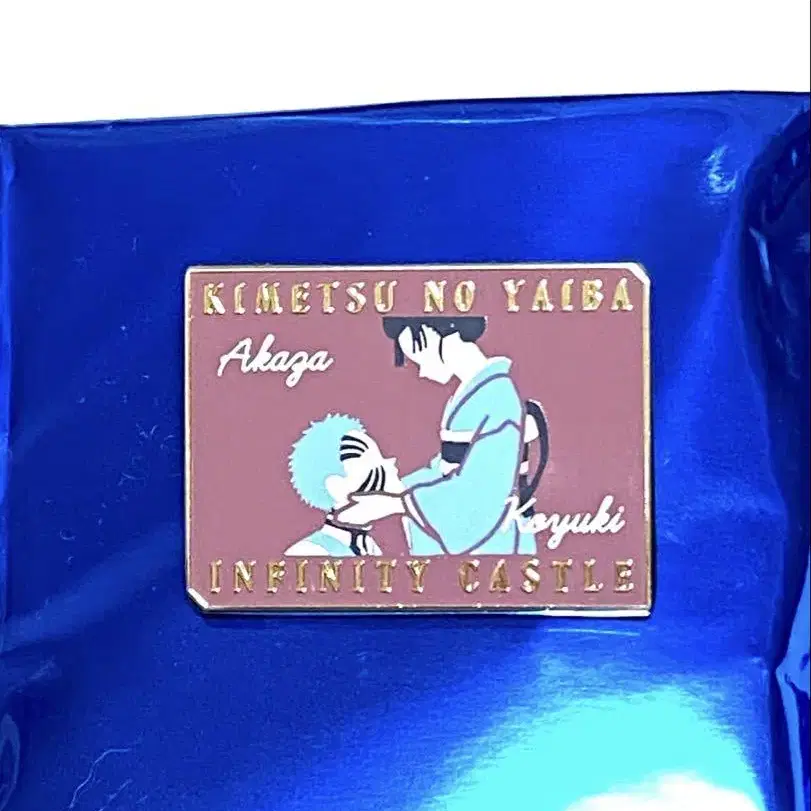 KIMETSU NO YAIBA
Akaza
Koyuki
INFINITY CASTLE